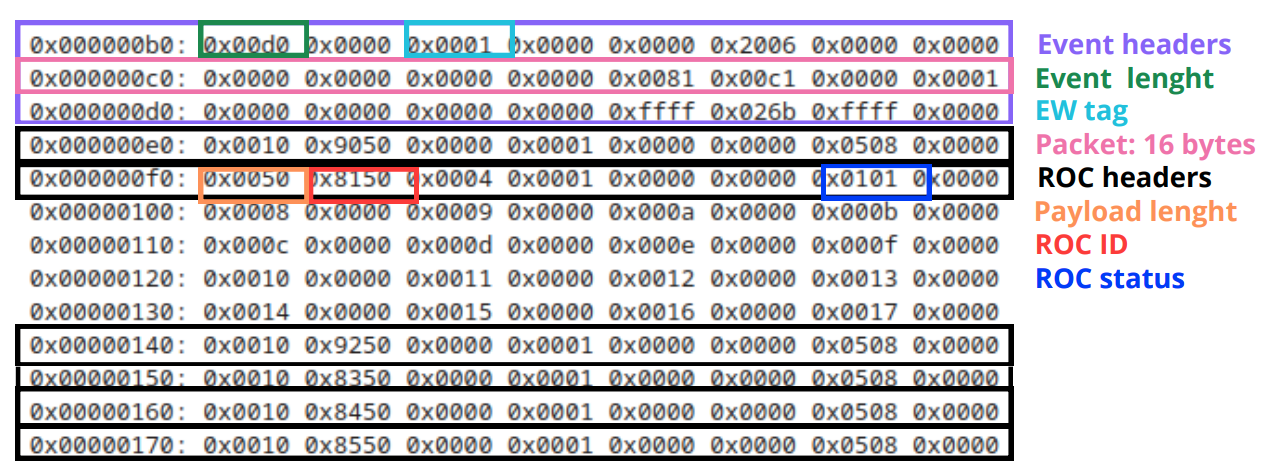 0x000000b0: 0x00d0 0x0000 0x0001 0x0000 0x0000 0x2006 0x0000 0x0000 Event headers
0x000000c0: 0x0000 0x0000 0x0000 0x0000 0x0081 0x00c1 0x0000 0x0001 Event lenght
0x000000d0: 0x0000 0x0000 0x0000 0x0000 0xffff 0x026b 0xffff 0x0000 EW tag
0x000000e0: 0x0010 0x9050 0x0000 0x0001 0x0000 0x0000 0x0508 0x0000 Packet: 16 bytes
0x000000f0: 0x0050 0x8150 0x0004 0x0001 0x0000 0x0000 0x0101 0x0000 ROC headers
0x00000100: 0x0008 0x0000 0x0009 0x0000 0x000a 0x0000 0x000b 0x0000 Payload lenght
0x00000110: 0x000c 0x0000 0x000d 0x0000 0x000e 0x0000 0x000f 0x0000 ROC ID
0x00000120: 0x0010 0x0000 0x0011 0x0000 0x0012 0x0000 0x0013 0x0000 ROC status
0x00000130: 0x0014 0x0000 0x0015 0x0000 0x0016 0x0000 0x0017 0x0000
0x00000140: 0x0010 0x9250 0x0000 0x0001 0x0000 0x0000 0x0508 0x0000
0x00000150: 0x0010 0x8350 0x0000 0x0001 0x0000 0x0000 0x0508 0x0000
0x00000160: 0x0010 0x8450 0x0000 0x0001 0x0000 0x0000 0x0508 0x0000
0x00000170: 0x0010 0x8550 0x0000 0x0001 0x0000 0x0000 0x0508 0x0000